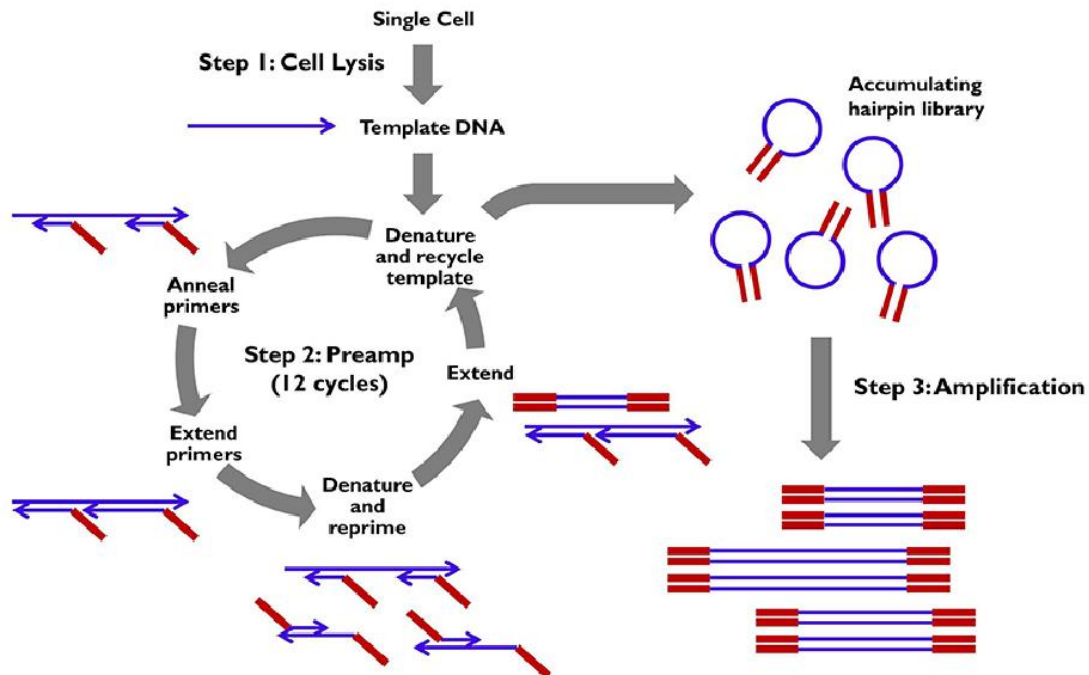 Single Cell
Step 1: Cell Lysis
Template DNA
Accumulating
hairpin library
Denature
and recycle
template
Anneal
primers
Step 2: Preamp
(12 cycles)
Extend
Step 3: Amplification
Extend
primers
Denature
and
reprime